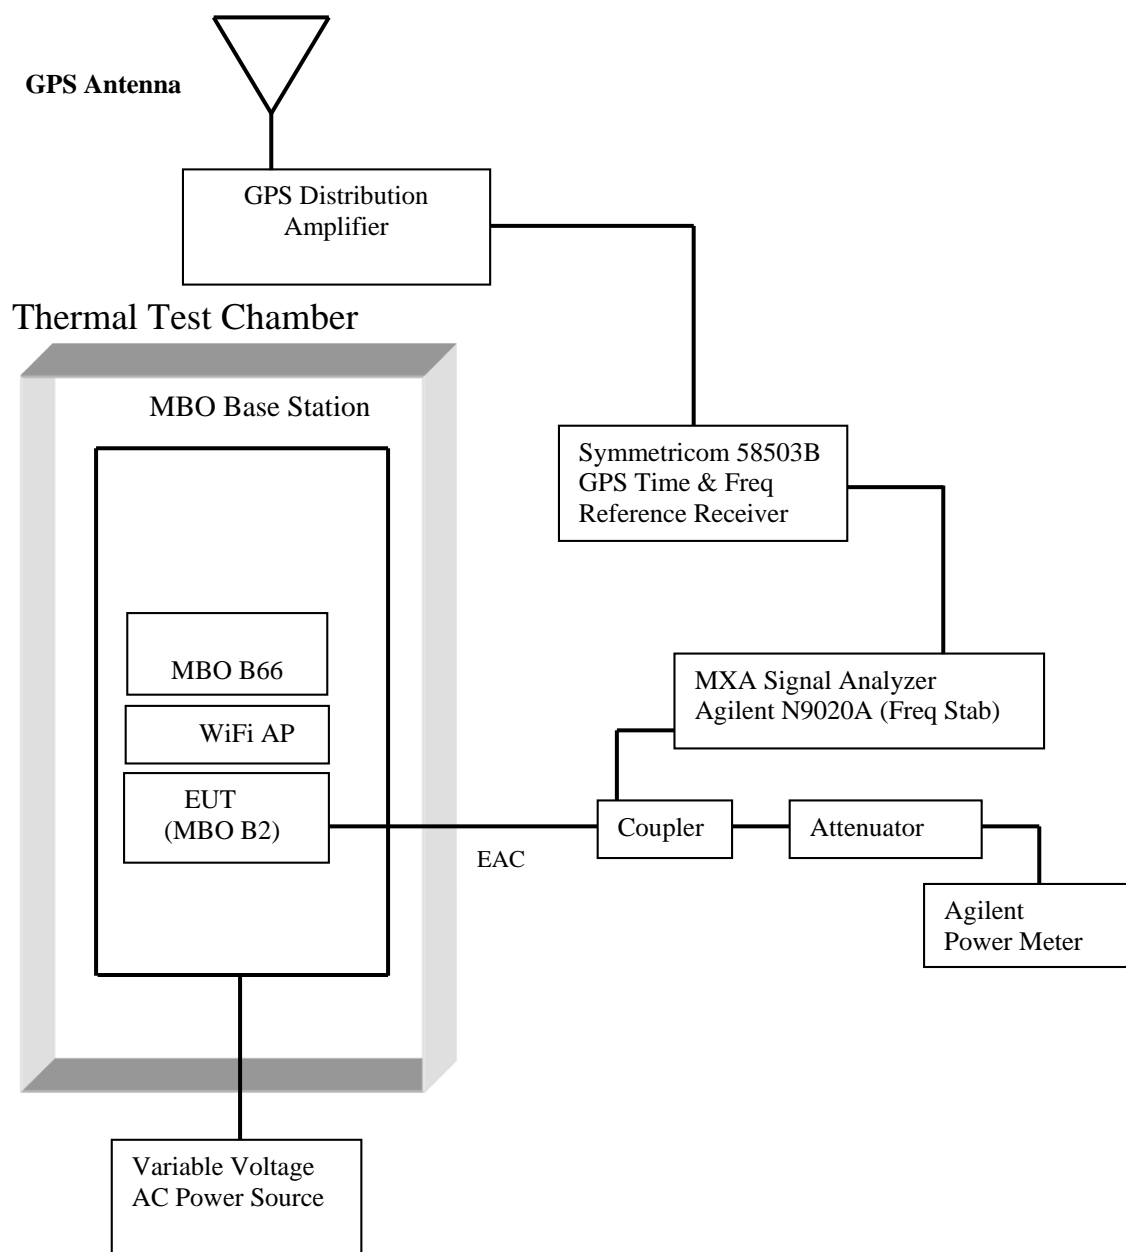 GPS Antenna
GPS Distribution
Amplifier
Thermal Test Chamber
MBO Base Station
Symmetricom 58503B
GPS Time & Freq
Reference Receiver
MBO B66
MXA Signal Analyzer
Agilent N9020A (Freq Stab)
WiFi AP
EUT
(MBO B2)
EAC
Coupler
Attenuator
Agilent
Power Meter
Variable Voltage
AC Power Source